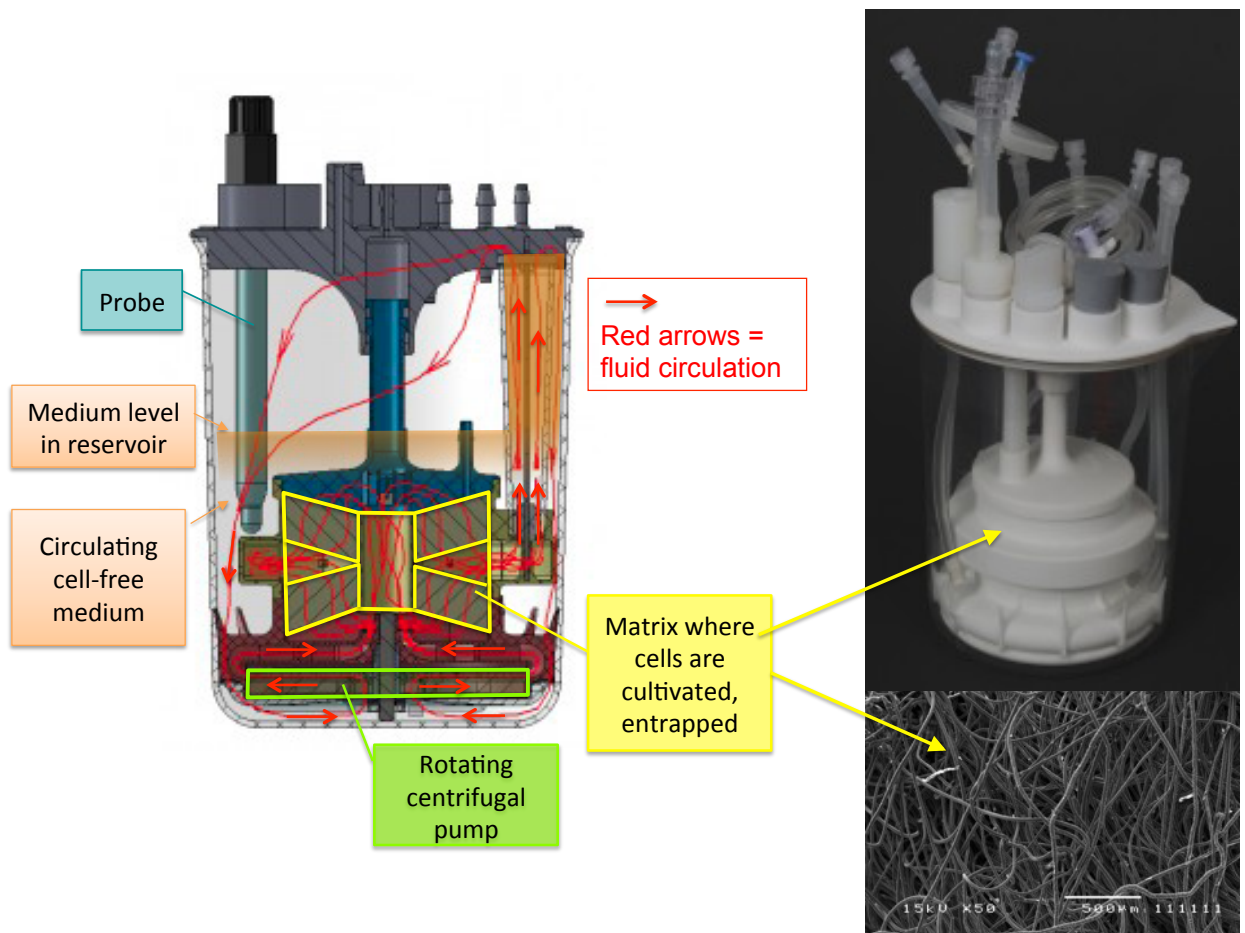 Probe
Medium level
in reservoir
Circulating
cell-free
medium
Red arrows =
fluid circulation
Matrix where
cells are
cultivated,
entrapped
Rotating
centrifugal
pump
15kV X50 500µm 111111